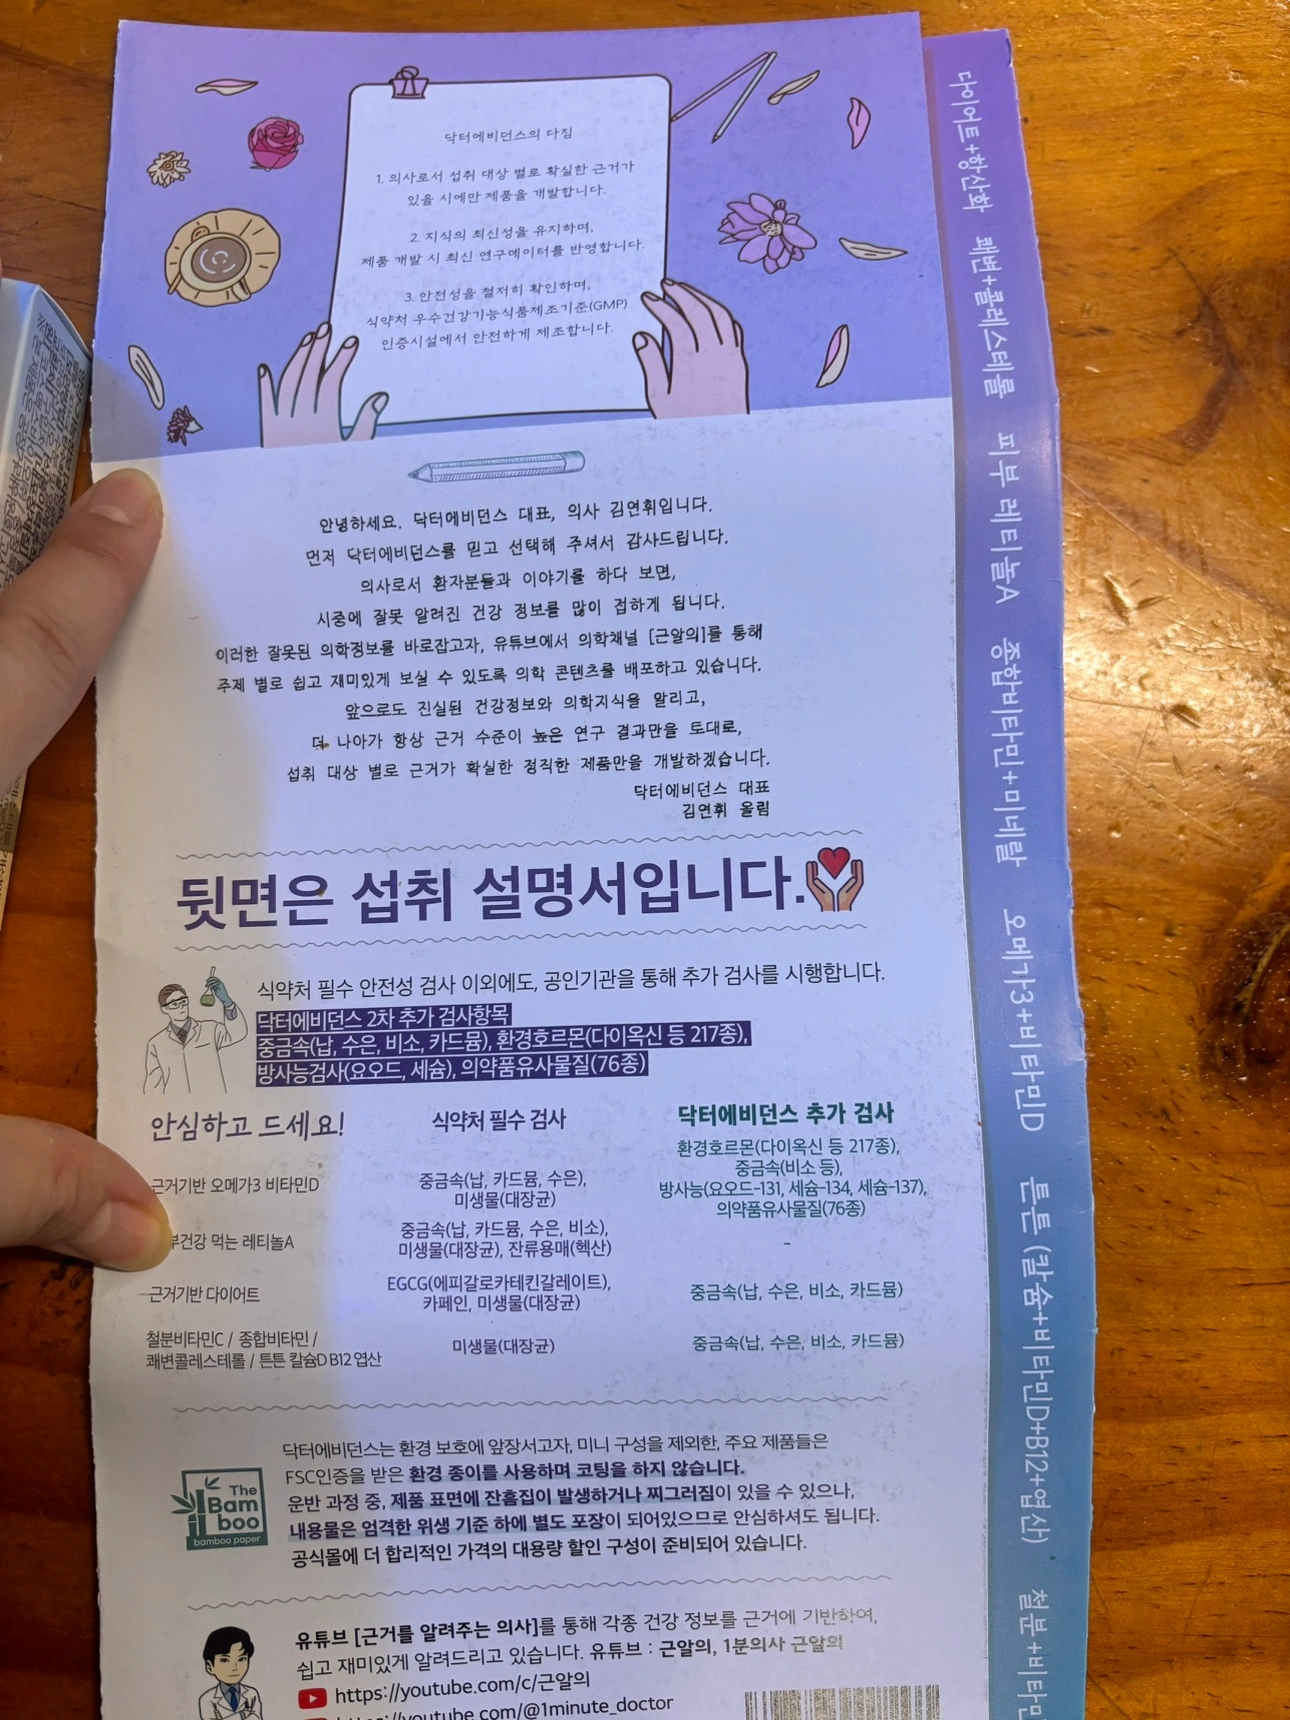 닥터에비던스의 다짐
1. 의사로서 섭취 대상 별로 확실한 근거가
있을 시에만 제품을 개발합니다.
2. 지식의 최신성을 유지하며,
제품 개발 시 최신 연구데이터를 반영합니다.
3. 안전성을 철저히 확인하며,
식약처 우수건강기능식품제조기준(GMP)
인증시설에서 안전하게 제조합니다.
안녕하세요. 닥터에비던스 대표, 의사 김연휘입니다.
먼저 닥터에비던스를 믿고 선택해 주셔서 감사드립니다.
의사로서 환자분들과 이야기를 하다 보면,
시중에 잘못 알려진 건강 정보를 많이 접하게 됩니다.
이러한 잘못된 의학정보를 바로잡고자, 유튜브에서 의학채널 [근알의]를 통해
주제 별로 쉽고 재미있게 보실 수 있도록 의학 콘텐츠를 배포하고 있습니다.
앞으로도 진실된 건강정보와 의학지식을 알리고,
더 나아가 항상 근거 수준이 높은 연구 결과만을 토대로,
섭취 대상 별로 근거가 확실한 정직한 제품만을 개발하겠습니다.
닥터에비던스 대표
김연휘 올림
뒷면은 섭취 설명서입니다.
식약처 필수 안전성 검사 이외에도, 공인기관을 통해 추가 검사를 시행합니다.
닥터에비던스 2차 추가 검사항목
중금속(납, 수은, 비소, 카드뮴), 환경호르몬(다이옥신 등 217종),
방사능검사(요오드, 세슘), 의약품유사물질(76종)
안심하고 드세요! 식약처 필수 검사 닥터에비던스 추가 검사
근거기반 오메가3 비타민D
중금속(납, 카드뮴, 수은),
미생물(대장균)
환경호르몬(다이옥신 등 217종),
중금속(비소 등),
방사능(요오드-131, 세슘-134, 세슘-137),
의약품유사물질(76종)
부건강 먹는 레티놀A
중금속(납, 카드뮴, 수은, 비소),
미생물(대장균), 잔류용매(헥산)
-
근거기반 다이어트
EGCG(에피갈로카테킨갈레이트),
카페인, 미생물(대장균)
중금속(납, 수은, 비소, 카드뮴)
철분비타민C / 종합비타민 /
쾌변콜레스테롤 / 튼튼 칼슘D B12 엽산
미생물(대장균)
중금속(납, 수은, 비소, 카드뮴)
The
Bam
boo
bamboo paper
닥터에비던스는 환경 보호에 앞장서고자, 미니 구성을 제외한, 주요 제품들은
FSC인증을 받은 환경 종이를 사용하며 코팅을 하지 않습니다.
운반 과정 중, 제품 표면에 잔흠집이 발생하거나 찌그러짐이 있을 수 있으나,
내용물은 엄격한 위생 기준 하에 별도 포장이 되어있으므로 안심하셔도 됩니다.
공식몰에 더 합리적인 가격의 대용량 할인 구성이 준비되어 있습니다.
유튜브 [근거를 알려주는 의사]를 통해 각종 건강 정보를 근거에 기반하여,
쉽고 재미있게 알려드리고 있습니다. 유튜브 : 근알의, 1분의사 근알의
https://youtube.com/c/근알의
https://youtube.com/@1minute_doctor
다이어트+항산화
쾌변+콜레스테롤
피부 레티놀A
종합비타민+미네랄
오메가3+비타민D
튼튼 (칼슘+비타민D+B12+엽산)
철분+비타민